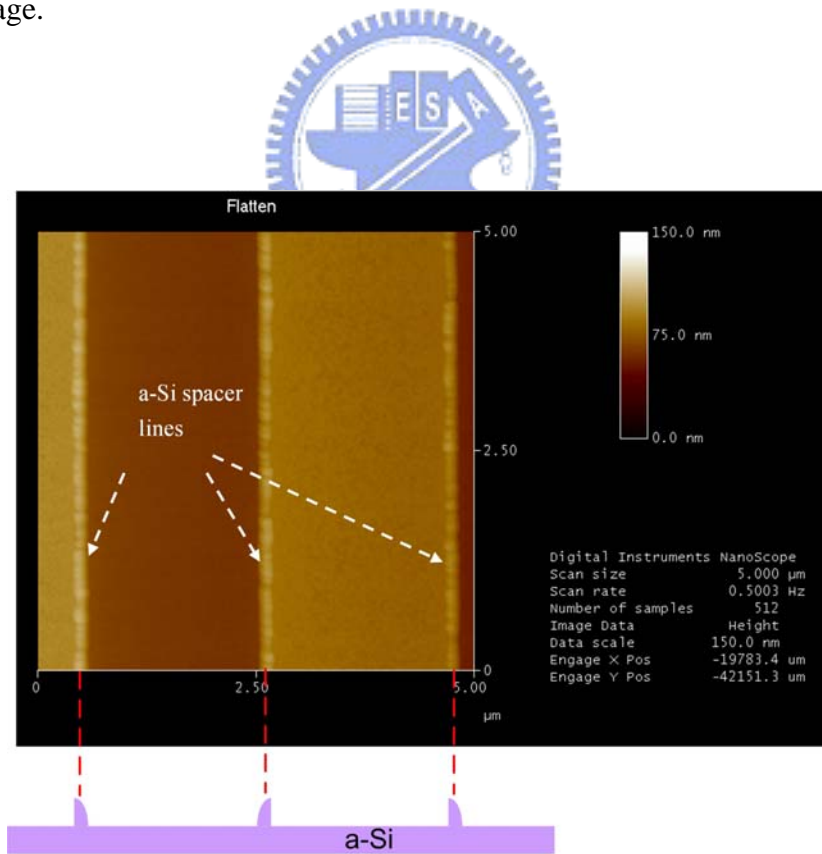 age.
E S A
Flatten
5.00
150.0 nm
75.0 nm
a-Si spacer
lines
0.0 nm
2.50
Digital Instruments NanoScope
Scan size 5.000 µm
Scan rate 0.5003 Hz
Number of samples 512
Image Data Height
Data scale 150.0 nm
Engage X Pos -19783.4 um
Engage Y Pos -42151.3 um
0
0 2.50 5.00
µm
a-Si